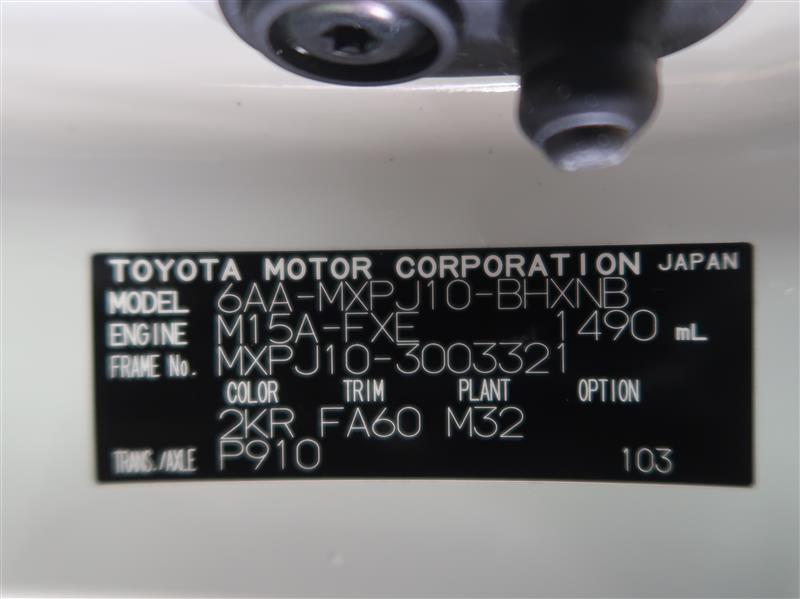 TOYOTA MOTOR CORPORATION JAPAN
MODEL 6AA-MXPJ10-BHXNB
ENGINE M15A-FXE 1490 mL
FRAME No. MXPJ10-3003321
COLOR TRIM PLANT OPTION
2KR FA60 M32
TRANS./AXLE P910 103